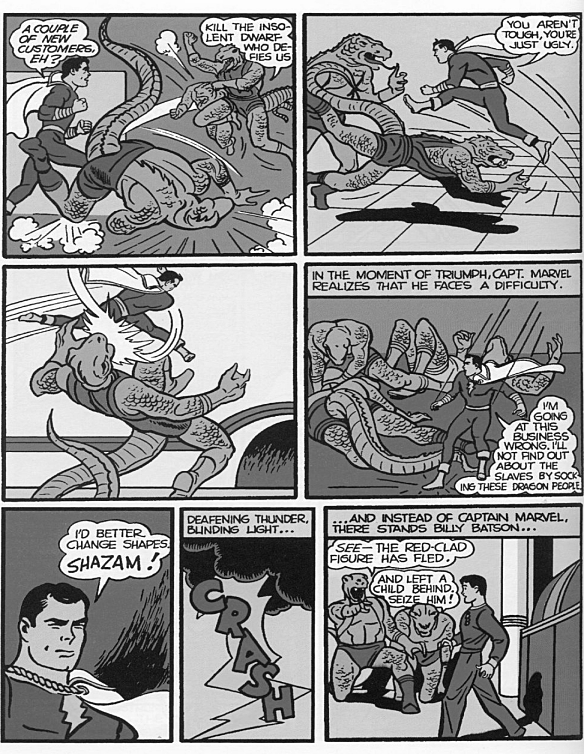 A COUPLE
OF NEW
CUSTOMERS,
EH?
KILL THE INSO-
LENT DWARF
WHO DE-
FIES US
YOU AREN'T
TOUGH, YOU'RE
JUST UGLY.
IN THE MOMENT OF TRIUMPH, CAPT. MARVEL
REALIZES THAT HE FACES A DIFFICULTY.
I'M
GOING
AT THIS
BUSINESS
WRONG. I'LL
NOT FIND OUT
ABOUT THE
SLAVES BY SOCK-
ING THESE DRAGON PEOPLE
I'D BETTER
CHANGE SHAPES.
SHAZAM!
DEAFENING THUNDER,
BLINDING LIGHT...
CRASH
...AND INSTEAD OF CAPTAIN MARVEL,
THERE STANDS BILLY BATSON...
SEE— THE RED-CLAD
FIGURE HAS FLED.
AND LEFT A
CHILD BEHIND.
SEIZE HIM!